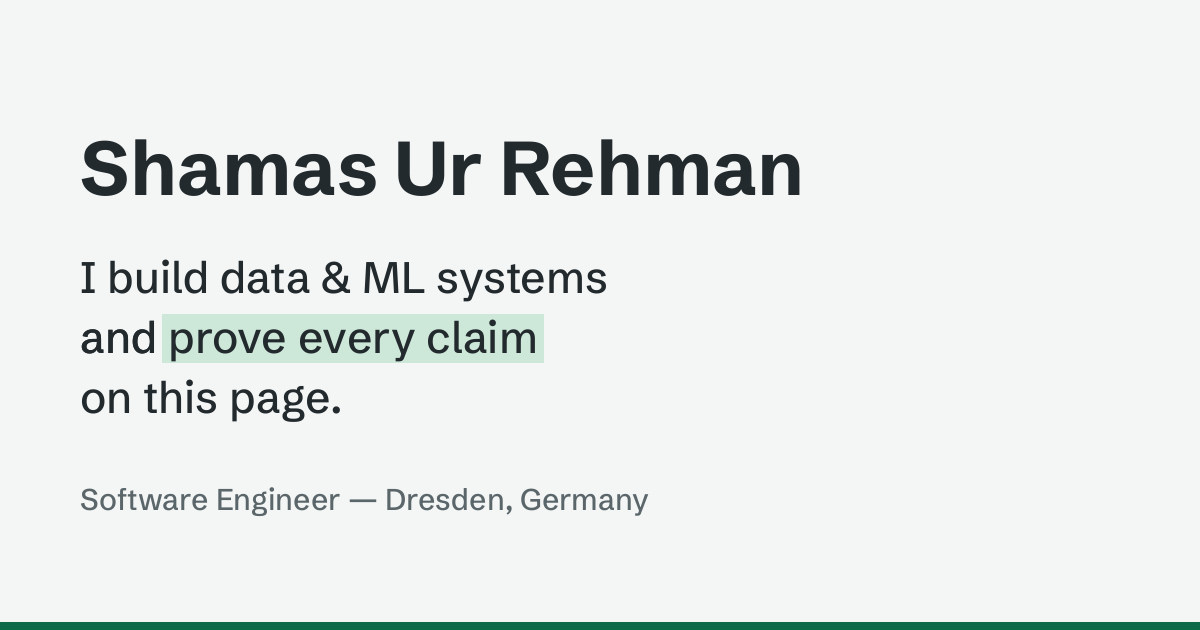 Shamas Ur Rehman
I build data & ML systems
and prove every claim
on this page.
Software Engineer — Dresden, Germany